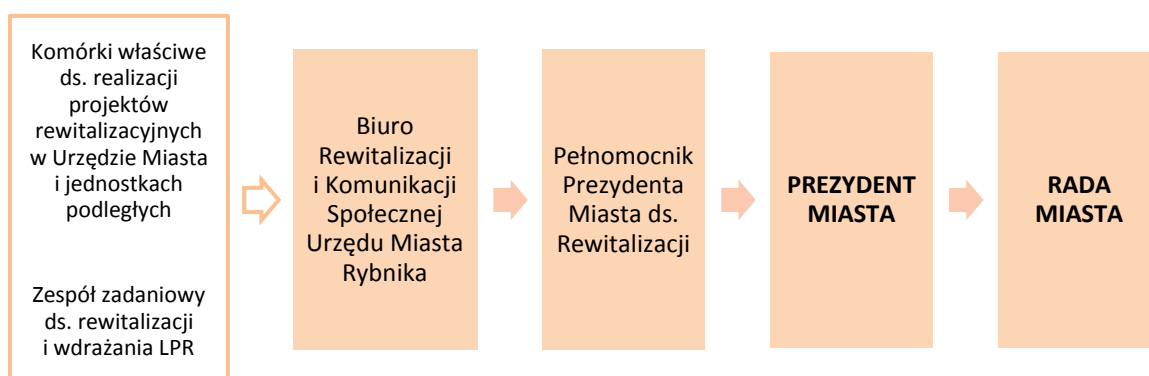 Komórki właściwe
ds. realizacji
projektów
rewitalizacyjnych
w Urzędzie Miasta
i jednostkach
podległych
Zespół zadaniowy
ds. rewitalizacji
i wdrażania LPR
Biuro
Rewitalizacji
i Komunikacji
Społecznej
Urzędu Miasta
Rybnika
Pełnomocnik
Prezydenta
Miasta ds.
Rewitalizacji
PREZYDENT
MIASTA
RADA
MIASTA